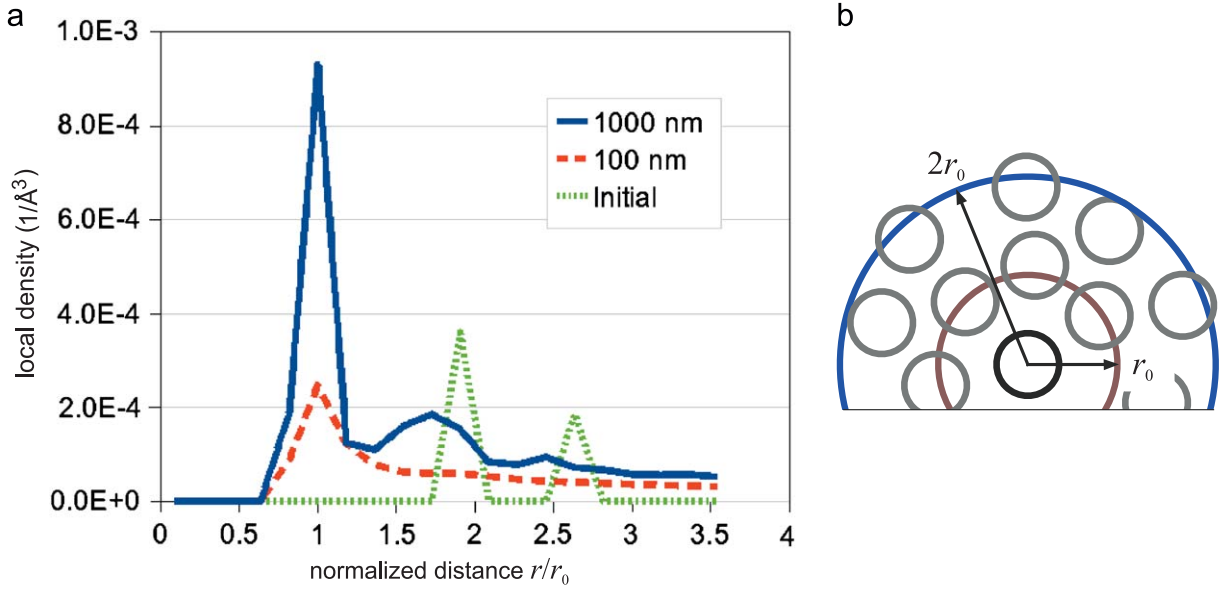 a
b
1.0E-3
8.0E-4
6.0E-4
4.0E-4
2.0E-4
0.0E+0
local density (1/Å³)
1000 nm
100 nm
Initial
0 0.5 1 1.5 2 2.5 3 3.5 4
normalized distance r/r₀
2r₀
r₀